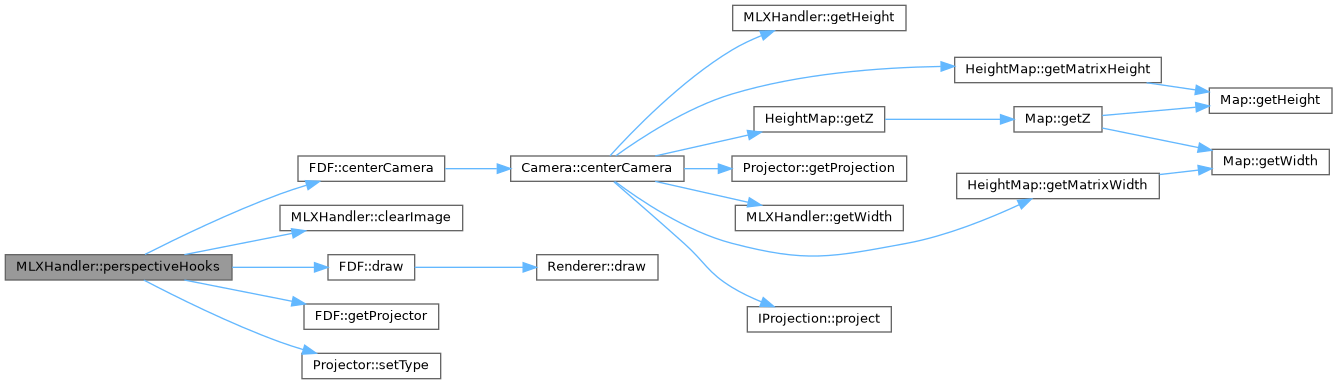 MLXHandler::perspectiveHooks
FDF::centerCamera
Camera::centerCamera
MLXHandler::getHeight
HeightMap::getMatrixHeight
Map::getHeight
HeightMap::getZ
Map::getZ
Map::getWidth
Projector::getProjection
HeightMap::getMatrixWidth
MLXHandler::getWidth
IProjection::project
MLXHandler::clearImage
FDF::draw
Renderer::draw
FDF::getProjector
Projector::setType